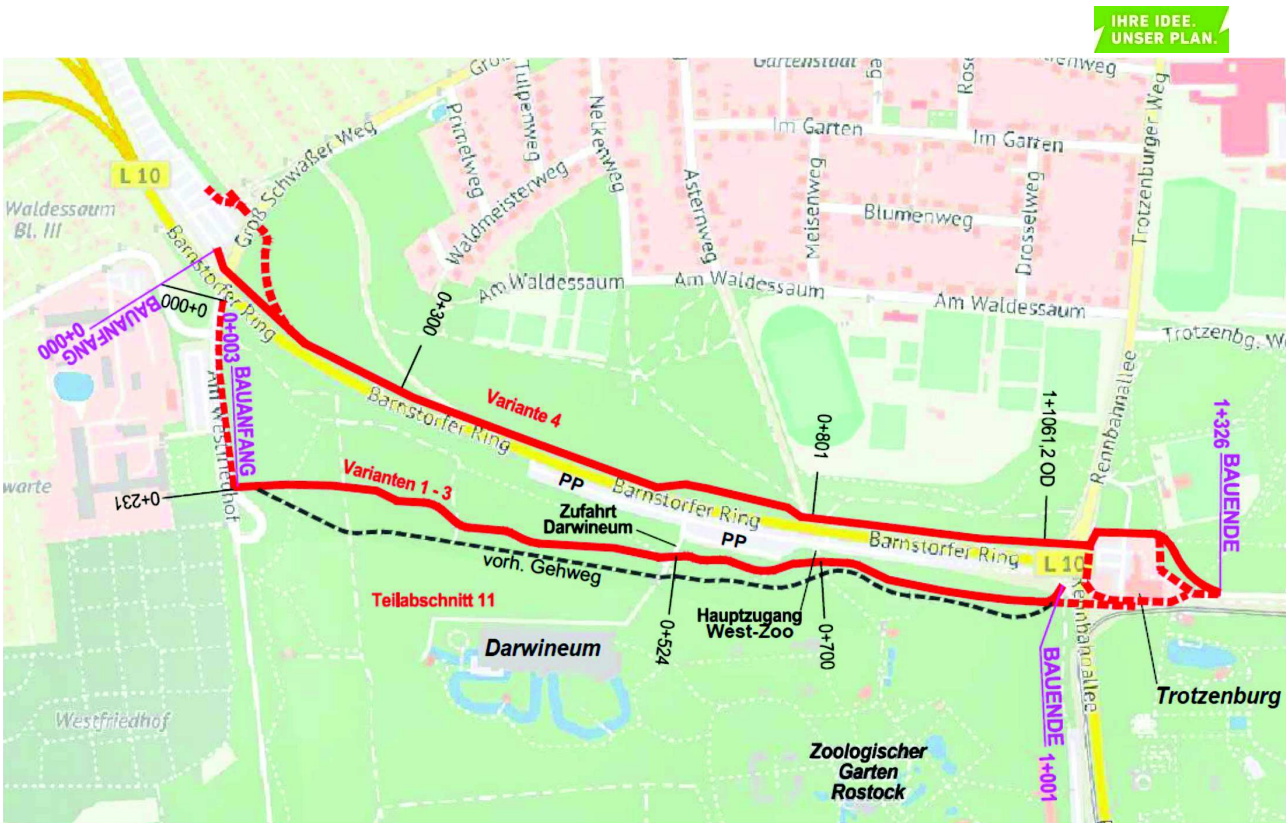 IHRE IDEE.
UNSER PLAN.
Gartenstadt
Trotzenburger Weg
Tulpenweg
Primelweg
Nelkenweg
Im Garten
Im Garten
Groß Schwaßer Weg
L 10
Waldessaum
Bl. III
Waldmeisterweg
Asternweg
Meisenweg
Blumenweg
Drosselweg
Barnstorfer Ring
Am Waldessaum
Am Waldessaum
Am Waldessaum
BAUANFANG
0+000
0+000
0+003 BAUANFANG
Am Westfriedhof
0+300
Variante 4
Barnstorfer Ring
Rennbahnallee
1+1061,2 OD
0+801
1+326 BAUENDE
Varianten 1 - 3
PP
Barnstorfer Ring
0+231
Zufahrt
Darwineum
PP
Barnstorfer Ring
L 10
vorh. Gehweg
Teilabschnitt 11
Hauptzugang
West-Zoo
0+524
0+700
Darwineum
Rennbahnallee
BAUENDE 1+001
Trotzenburg
Westfriedhof
Zoologischer
Garten
Rostock